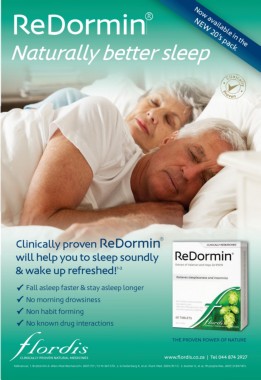 ReDormin®
Naturally better sleep
Now available in the
NEW 20's pack
Clinically proven ReDormin®
will help you to sleep soundly
& wake up refreshed!
✓ Fall asleep faster & stay asleep longer
✓ No morning drowsiness
✓ Non habit forming
✓ No known drug interactions
ReDormin®
20 TABLETS
flordis
THE PROVEN POWER OF NATURE
flordis
CLINICALLY PROVEN NATURAL MEDICINES
www.flordis.co.za | Tel 044 874 2927